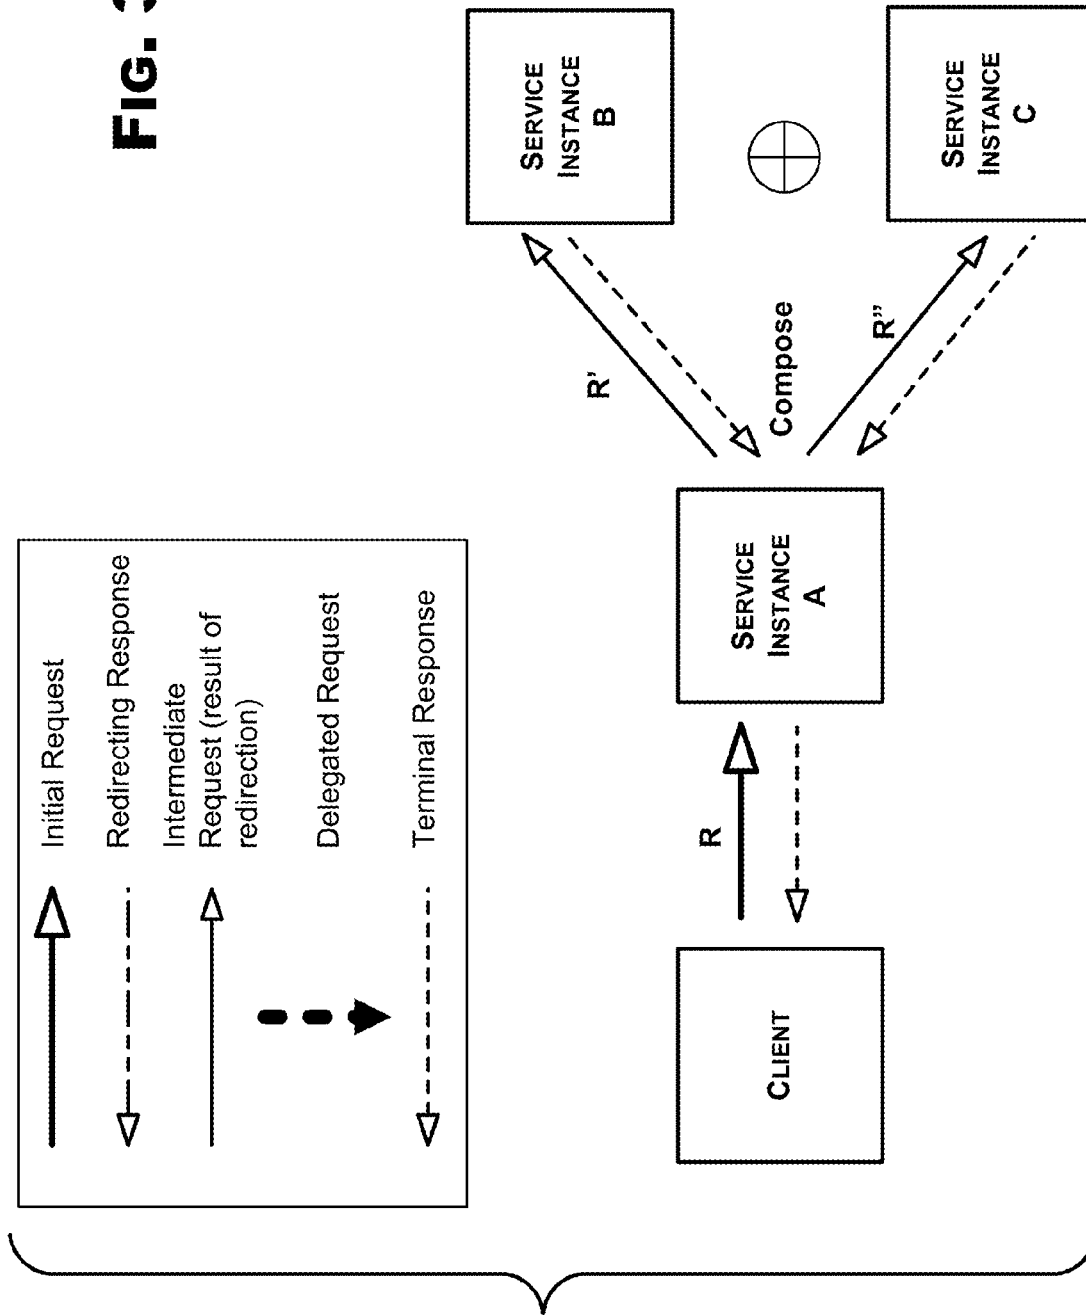 FIG.
Initial Request
Redirecting Response
Intermediate
Request (result of
redirection)
Delegated Request
Terminal Response
CLIENT
R
SERVICE
INSTANCE
A
R'
Compose
R''
SERVICE
INSTANCE
B
SERVICE
INSTANCE
C